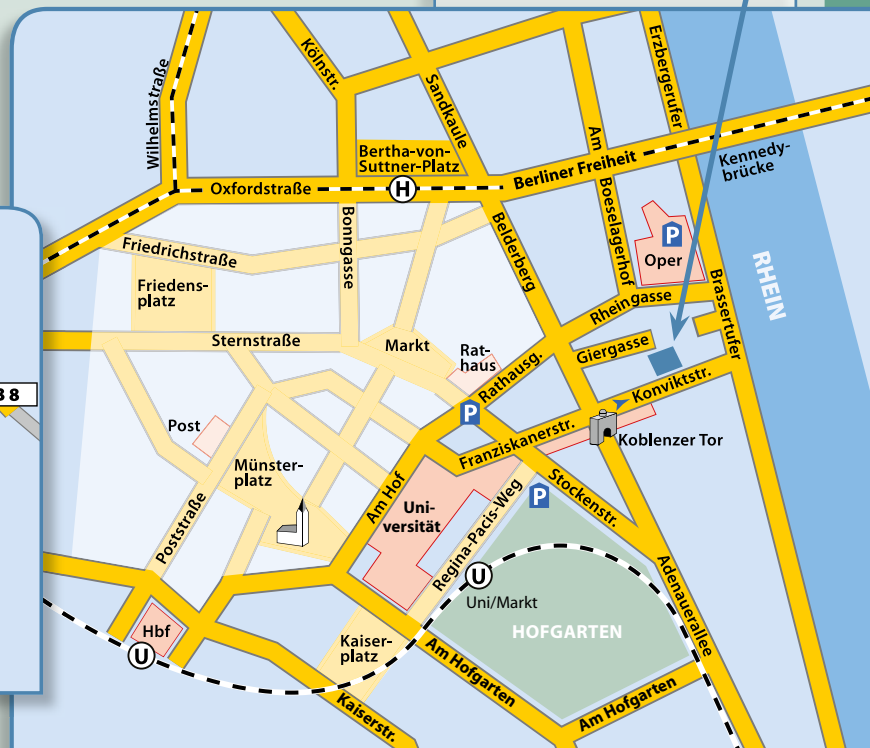 Wilhelmstraße
Kölnstr.
Sandkaule
Erzbergerufer
Am
Boeselagerhof
Bertha-von-
Suttner-Platz
Oxfordstraße
H
Berliner Freiheit
Kennedy-
brücke
Friedrichstraße
Bonngasse
Belderberg
P
Oper
RHEIN
Friedens-
platz
Rheingasse
Brassertufer
Sternstraße
Markt
Rat-
haus
Rathausg.
Giergasse
38
Konviktstr.
P
Post
Franziskanerstr.
Koblenzer Tor
Münster-
platz
Am Hof
Uni-
versität
P
Stockenstr.
Poststraße
Regina-Pacis-Weg
U
Uni/Markt
Adenauerallee
Hbf
U
HOFGARTEN
Kaiser-
platz
Am Hofgarten
Am Hofgarten
Kaiserstr.